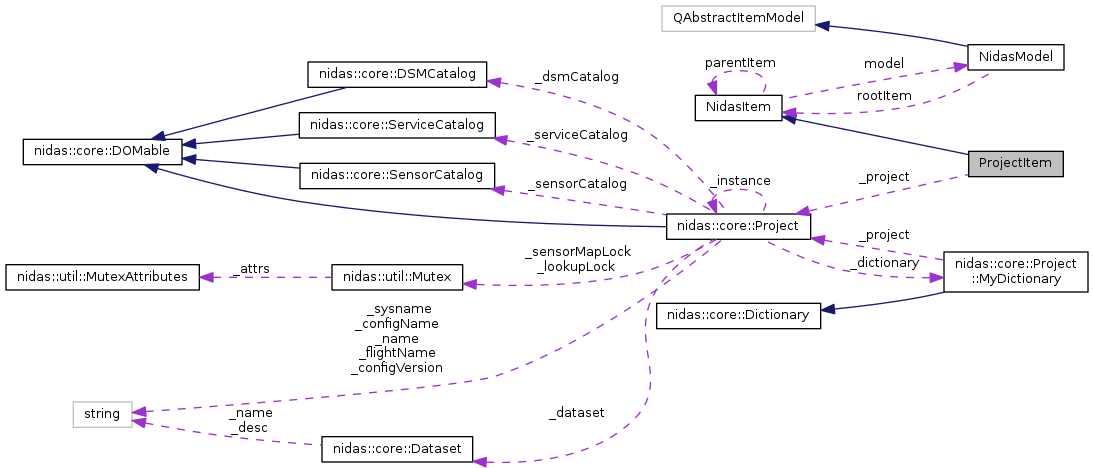 QAbstractItemModel
NidasModel
parentItem
model
rootItem
nidas::core::DSMCatalog
_dsmCatalog
NidasItem
nidas::core::ServiceCatalog
_serviceCatalog
nidas::core::DOMable
ProjectItem
nidas::core::SensorCatalog
_sensorCatalog
_instance
_project
nidas::core::Project
_project
_sensorMapLock
_lookupLock
_dictionary
nidas::core::Project
::MyDictionary
nidas::util::MutexAttributes
_attrs
nidas::util::Mutex
_sysname
_configName
_name
_flightName
_configVersion
nidas::core::Dictionary
string
_name
_desc
_dataset
nidas::core::Dataset